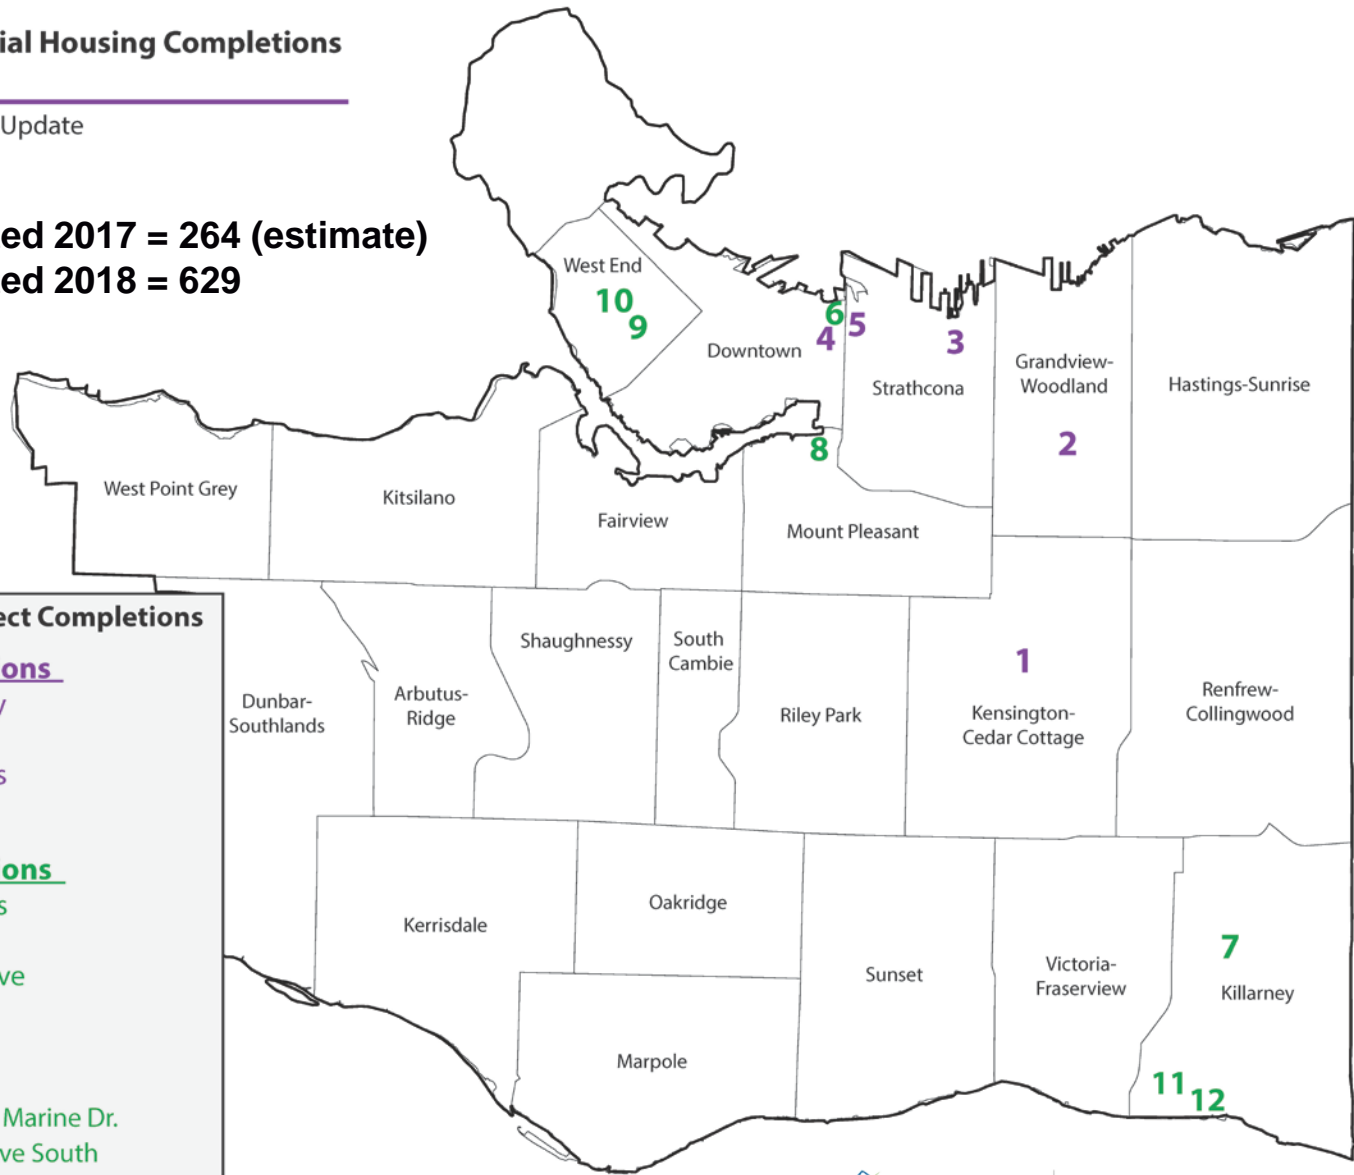 ial Housing Completions
Update
ed 2017 = 264 (estimate)
ed 2018 = 629
West End
10
9
6
5
4
Downtown
3
Strathcona
Grandview-
Woodland
2
Hastings-Sunrise
8
West Point Grey
Kitsilano
Fairview
Mount Pleasant
Shaughnessy
South
Cambie
1
Dunbar-
Southlands
Arbutus-
Ridge
Riley Park
Kensington-
Cedar Cottage
Renfrew-
Collingwood
Kerrisdale
Oakridge
Marpole
Sunset
Victoria-
Fraserview
7
Killarney
11
12
ect Completions
ons
y
s
ons
s
ve
Marine Dr.
ve South